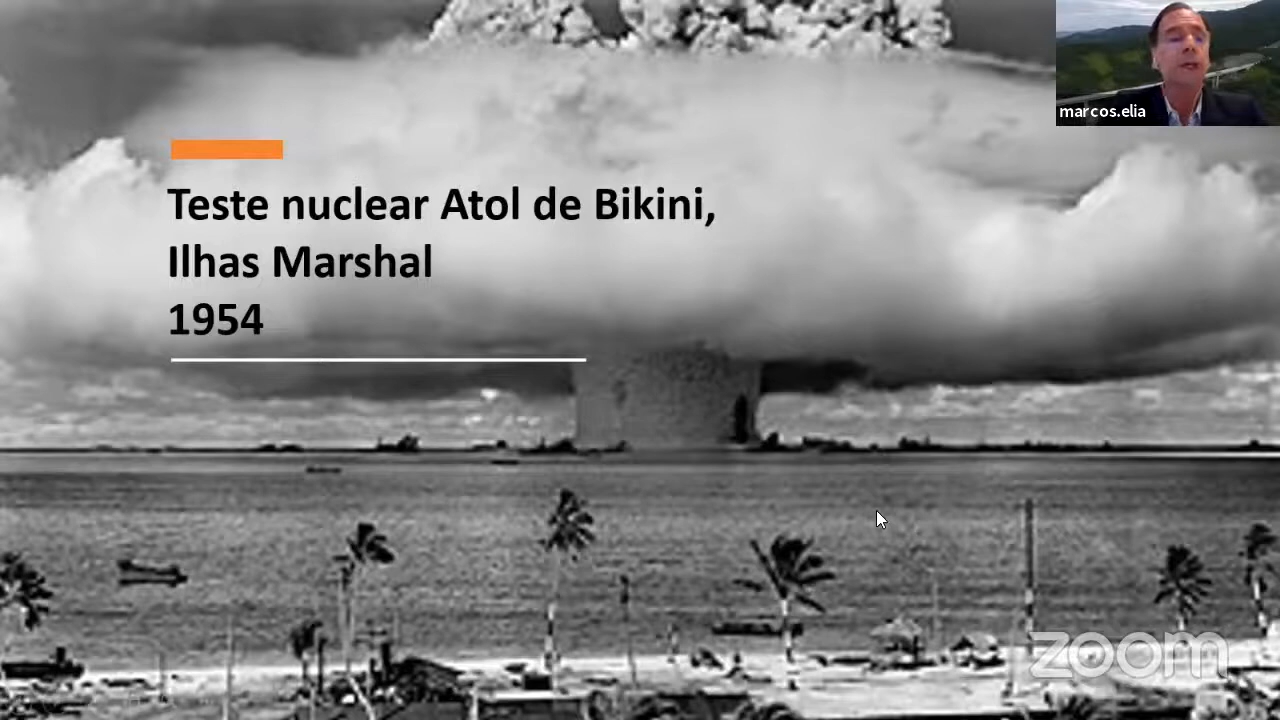 marcos.elia
Teste nuclear Atol de Bikini,
Ilhas Marshal
1954
zoom